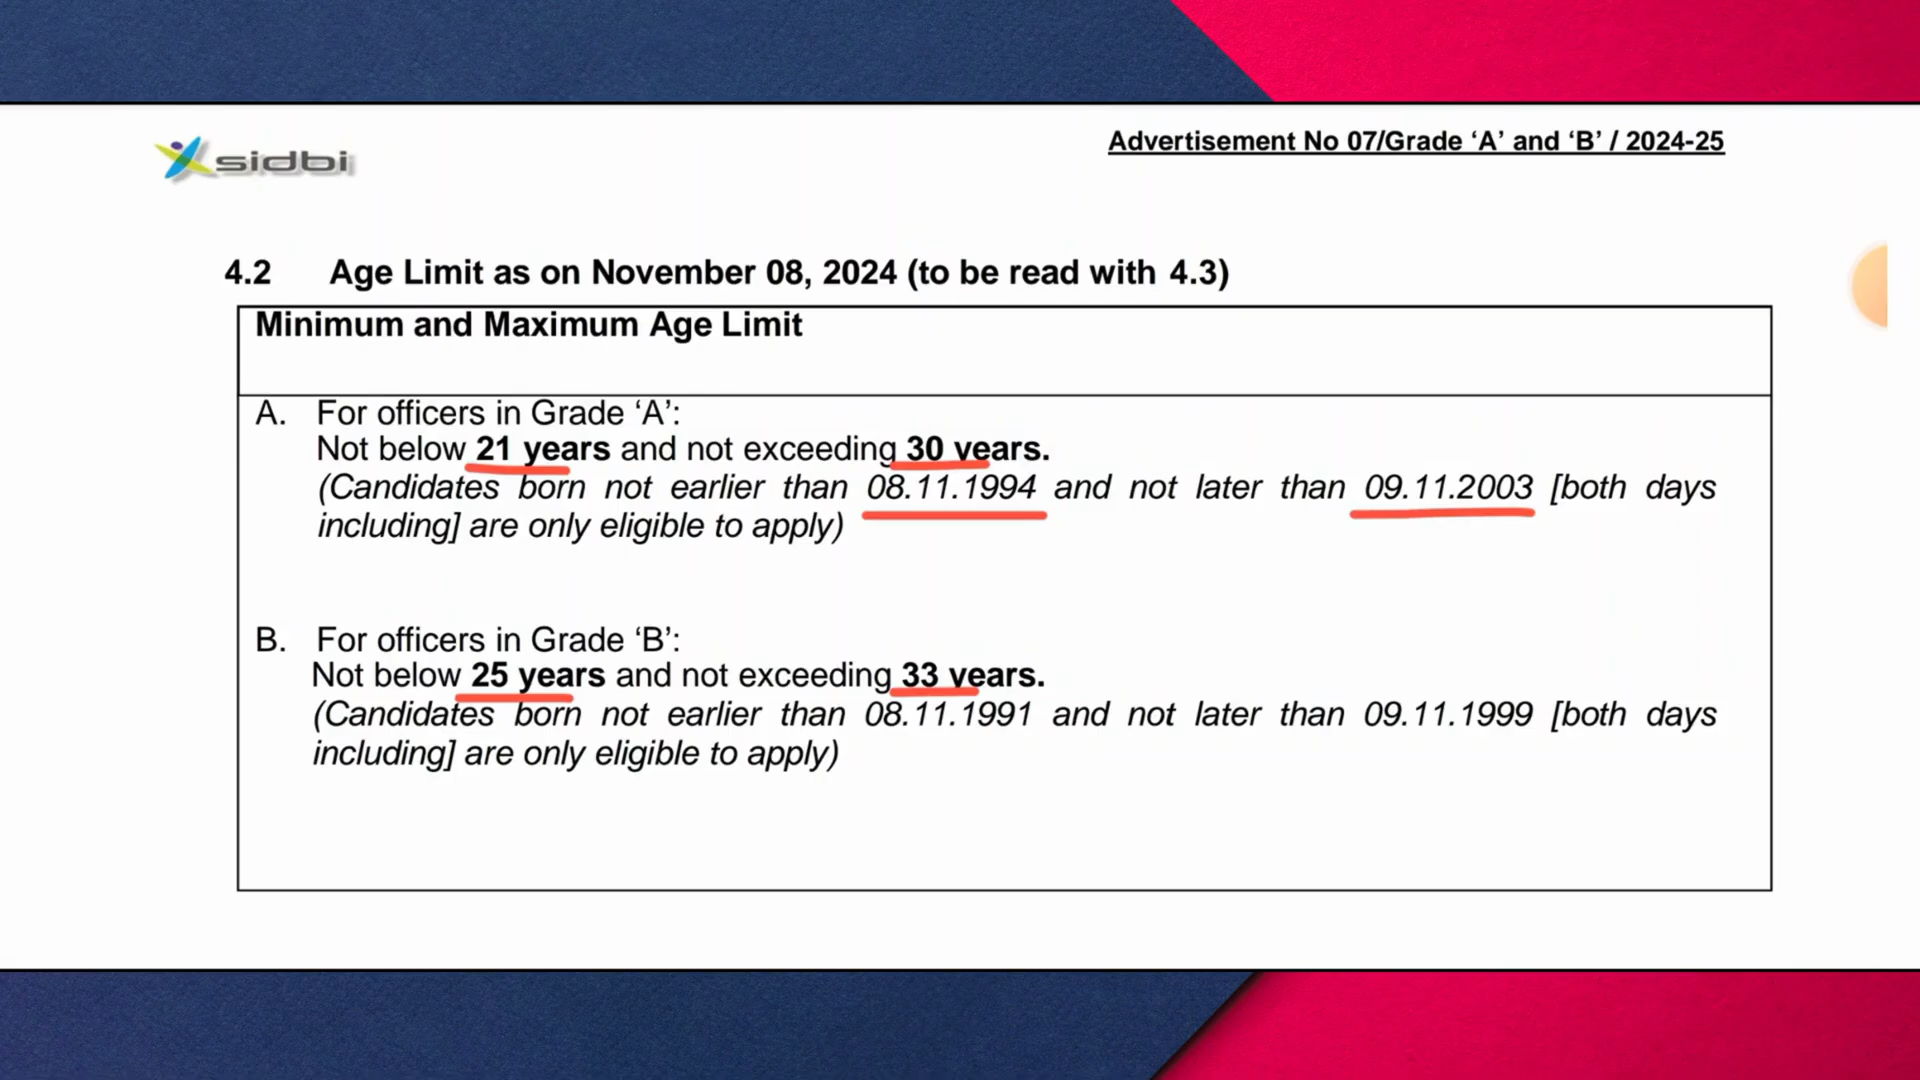 sidbi
Advertisement No 07/Grade ‘A’ and ‘B’ / 2024-25
4.2 Age Limit as on November 08, 2024 (to be read with 4.3)
Minimum and Maximum Age Limit
A. For officers in Grade ‘A’:
Not below 21 years and not exceeding 30 years.
(Candidates born not earlier than 08.11.1994 and not later than 09.11.2003 [both days
including] are only eligible to apply)
B. For officers in Grade ‘B’:
Not below 25 years and not exceeding 33 years.
(Candidates born not earlier than 08.11.1991 and not later than 09.11.1999 [both days
including] are only eligible to apply)